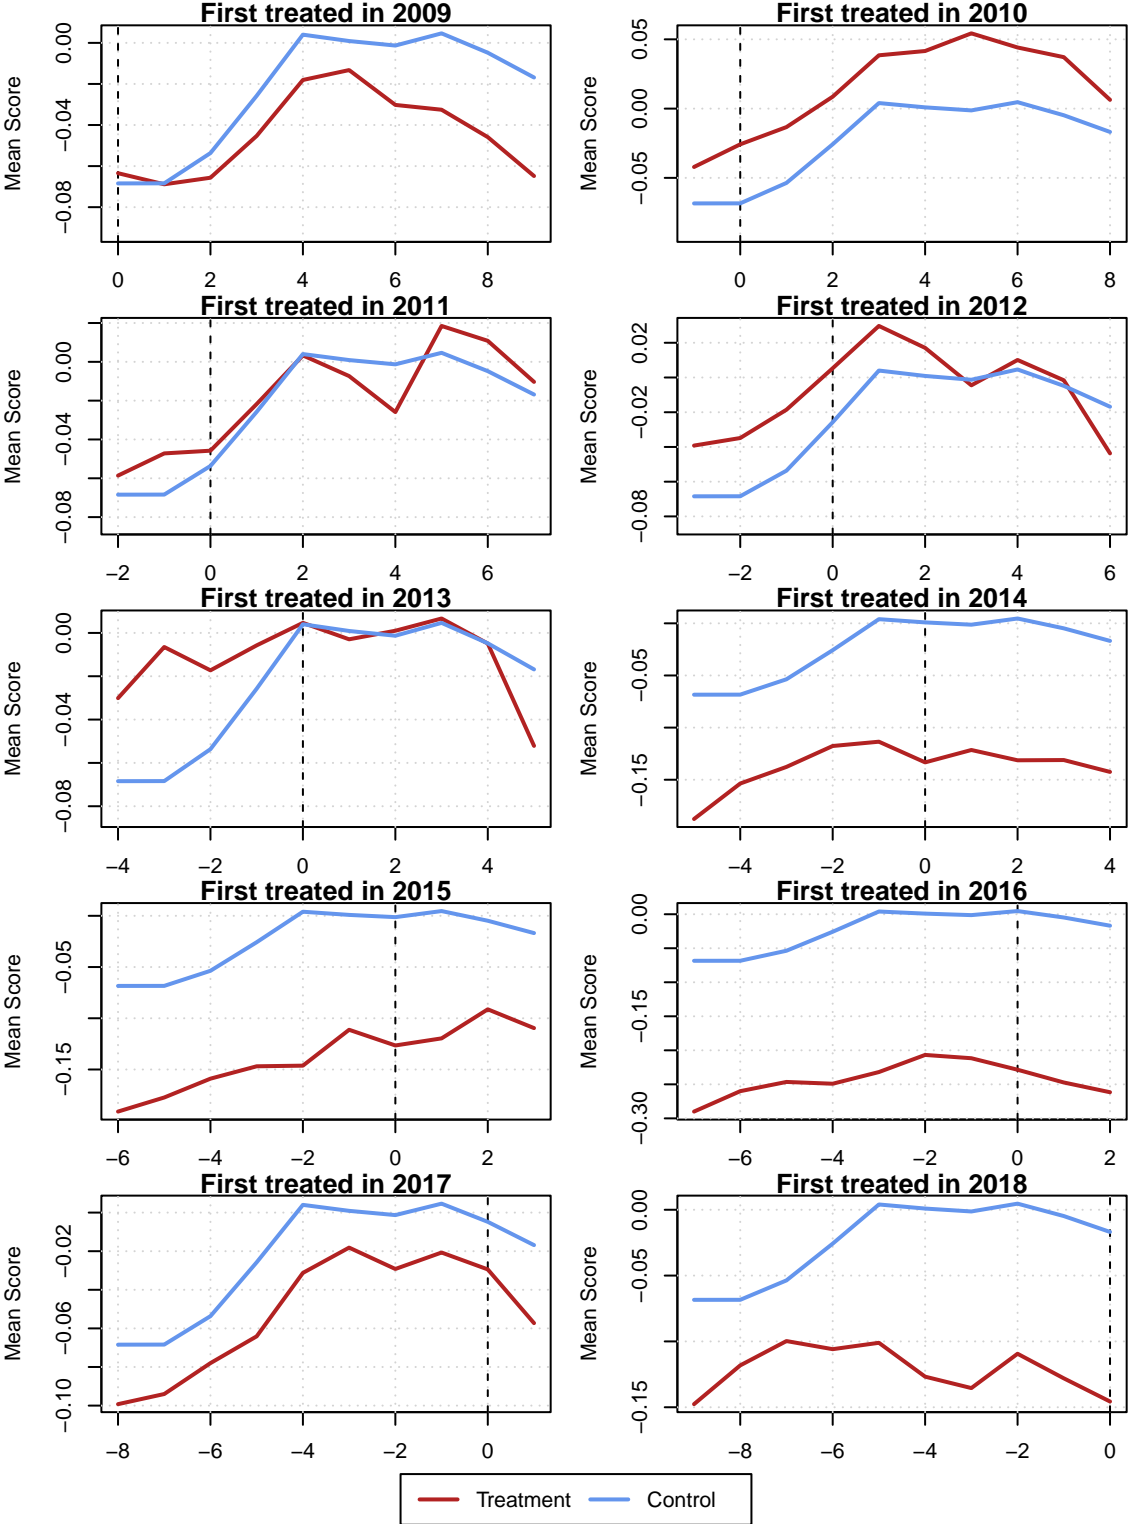 First treated in 2009
Mean Score
0.00
−0.04
−0.08
0 2 4 6 8
First treated in 2010
Mean Score
0.05
0.00
−0.05
0 2 4 6 8
First treated in 2011
Mean Score
0.00
−0.04
−0.08
−2 0 2 4 6
First treated in 2012
Mean Score
0.02
−0.02
−0.08
−2 0 2 4 6
First treated in 2013
Mean Score
0.00
−0.04
−0.08
−4 −2 0 2 4
First treated in 2014
Mean Score
−0.05
−0.15
−4 −2 0 2 4
First treated in 2015
Mean Score
−0.05
−0.15
−6 −4 −2 0 2
First treated in 2016
Mean Score
0.00
−0.15
−0.30
−6 −4 −2 0 2
First treated in 2017
Mean Score
−0.02
−0.06
−0.10
−8 −6 −4 −2 0
First treated in 2018
Mean Score
0.00
−0.05
−0.15
−8 −6 −4 −2 0
Treatment Control